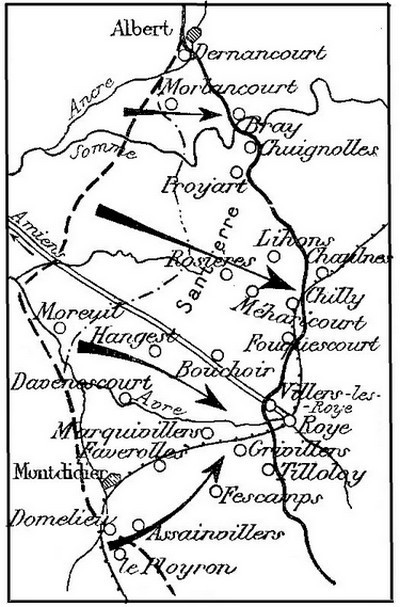 Albert
Dernancourt
Morlancourt
Ancre
Bray
Somme
Chuignolles
Proyart
Amiens
Santerre
Lihons
Rosières
Chaulnes
Chilly
Méharicourt
Moreuil
Hangest
Fouquescourt
Bouchoir
Davenescourt
Avre
Villers-les-
-Roye
Roye
Marquivillers
Faverolles
Grivillers
Tilloloy
Montdidier
Fescamps
Domelieu
Assainvillers
le Ployron